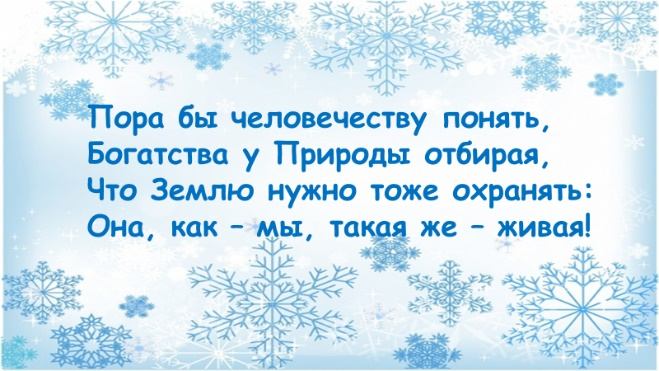 Пора бы человечеству понять,
Богатства у Природы отбирая,
Что Землю нужно тоже охранять:
Она, как – мы, такая же – живая!